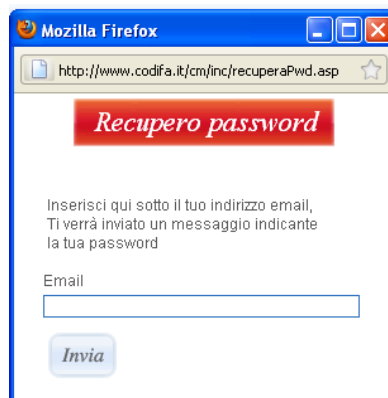 Mozilla Firefox
http://www.codifa.it/cm/inc/recuperaPwd.asp
Recupero password
Inserisci qui sotto il tuo indirizzo email,
Ti verrà inviato un messaggio indicante
la tua password
Email
Invia